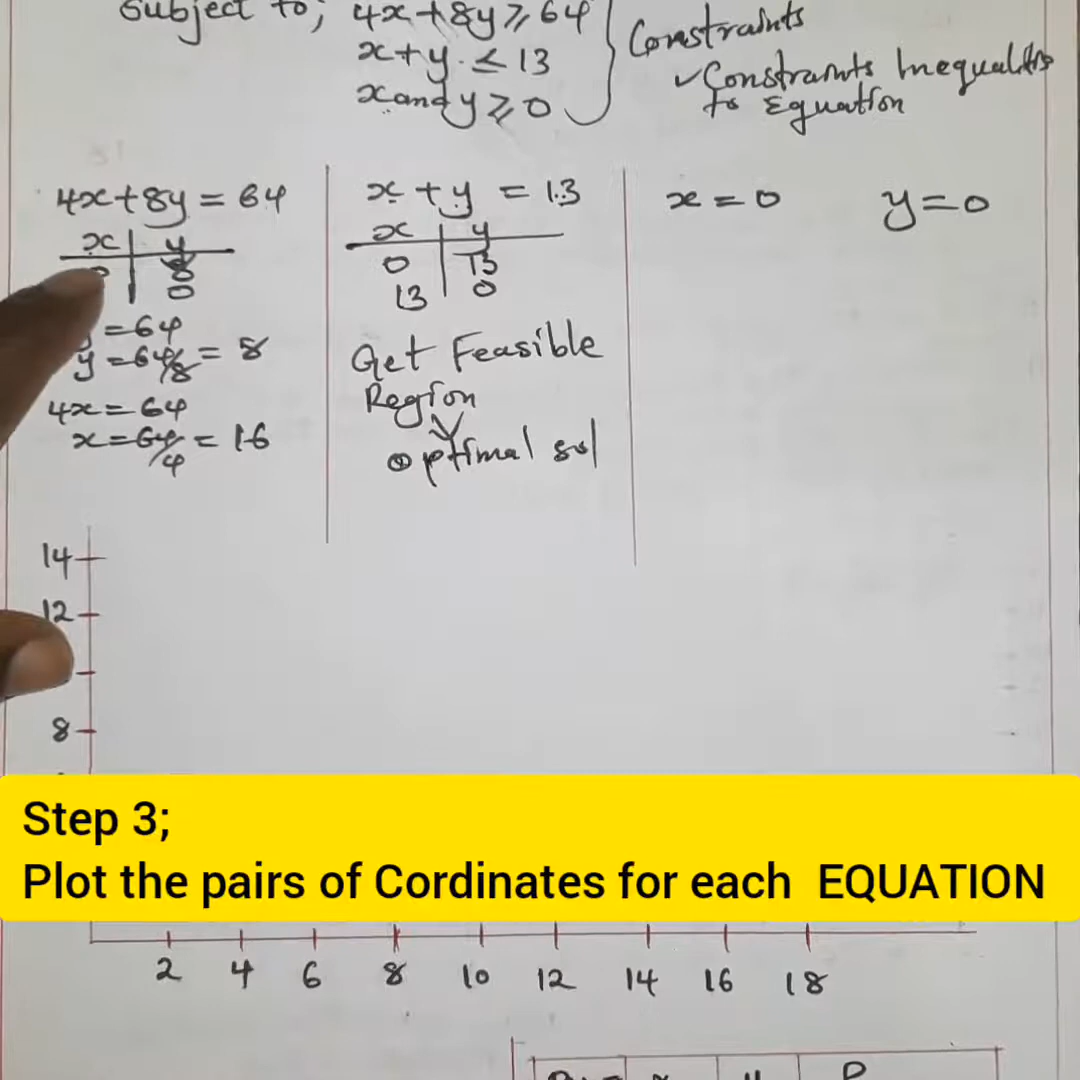 Subject to; 4x+8y ≥ 64
x+y ≤ 13
x and y ≥ 0
Constraints
✓Constraints Inequalities
to Equation
4x+8y = 64
x | y
0 | 8
| 0
=64
y =64/8 = 8
4x=64
x=64/4 = 16
x + y = 13
x | y
0 | 13
13 | 0
Get Feasible
Region
optimal sol
x = 0 y=0
14
12
8
Step 3;
Plot the pairs of Cordinates for each EQUATION
2 4 6 8 10 12 14 16 18
P